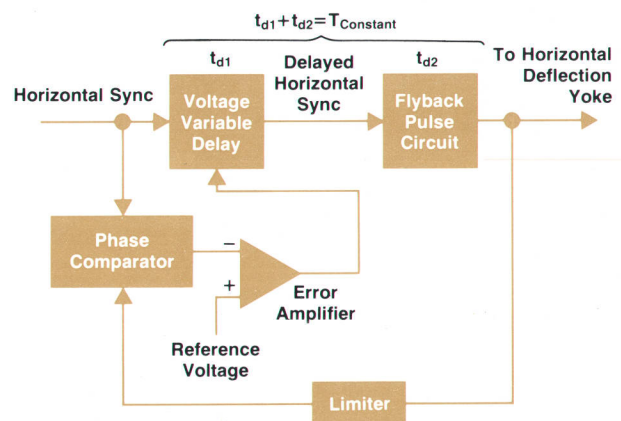 td1 + td2 = TConstant
td1
td2
To Horizontal
Deflection
Yoke
Horizontal Sync
Voltage
Variable
Delay
Delayed
Horizontal
Sync
Flyback
Pulse
Circuit
Phase
Comparator
−
+
Error
Amplifier
Reference
Voltage
Limiter